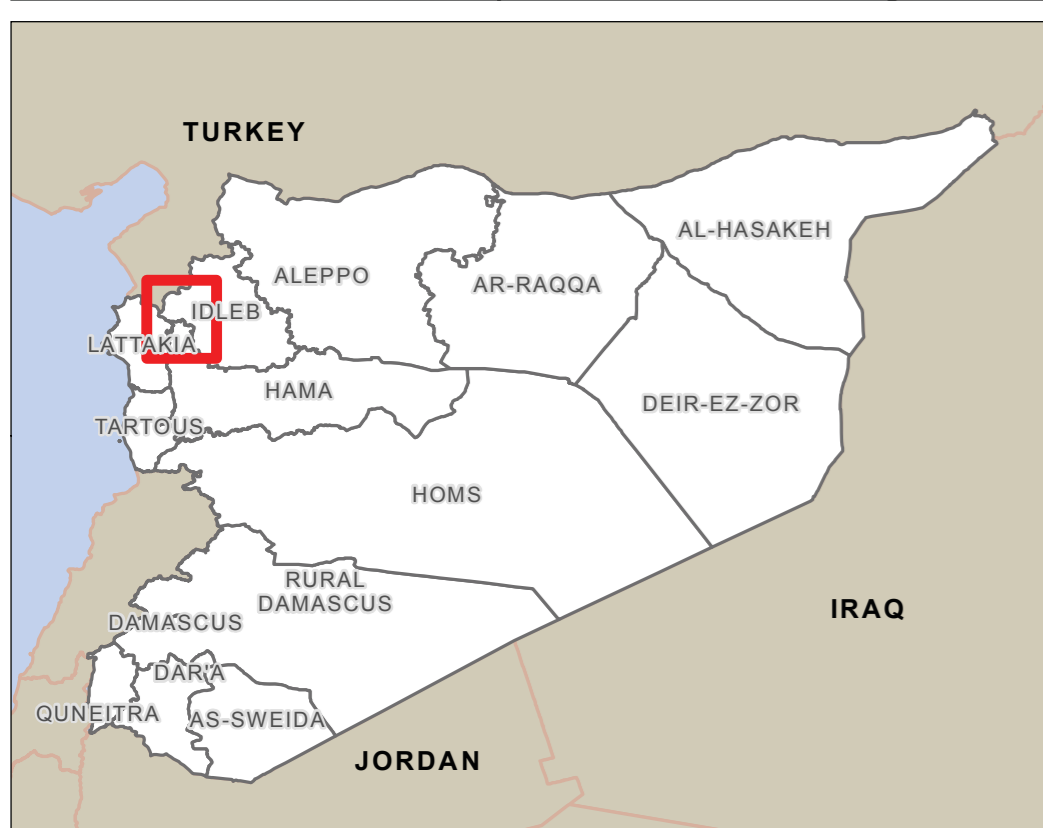 TURKEY
AL-HASAKEH
ALEPPO
AR-RAQQA
IDLEB
LATTAKIA
HAMA
DEIR-EZ-ZOR
TARTOUS
HOMS
RURAL
DAMASCUS
IRAQ
DAMASCUS
DAR'A
QUNEITRA
AS-SWEIDA
JORDAN